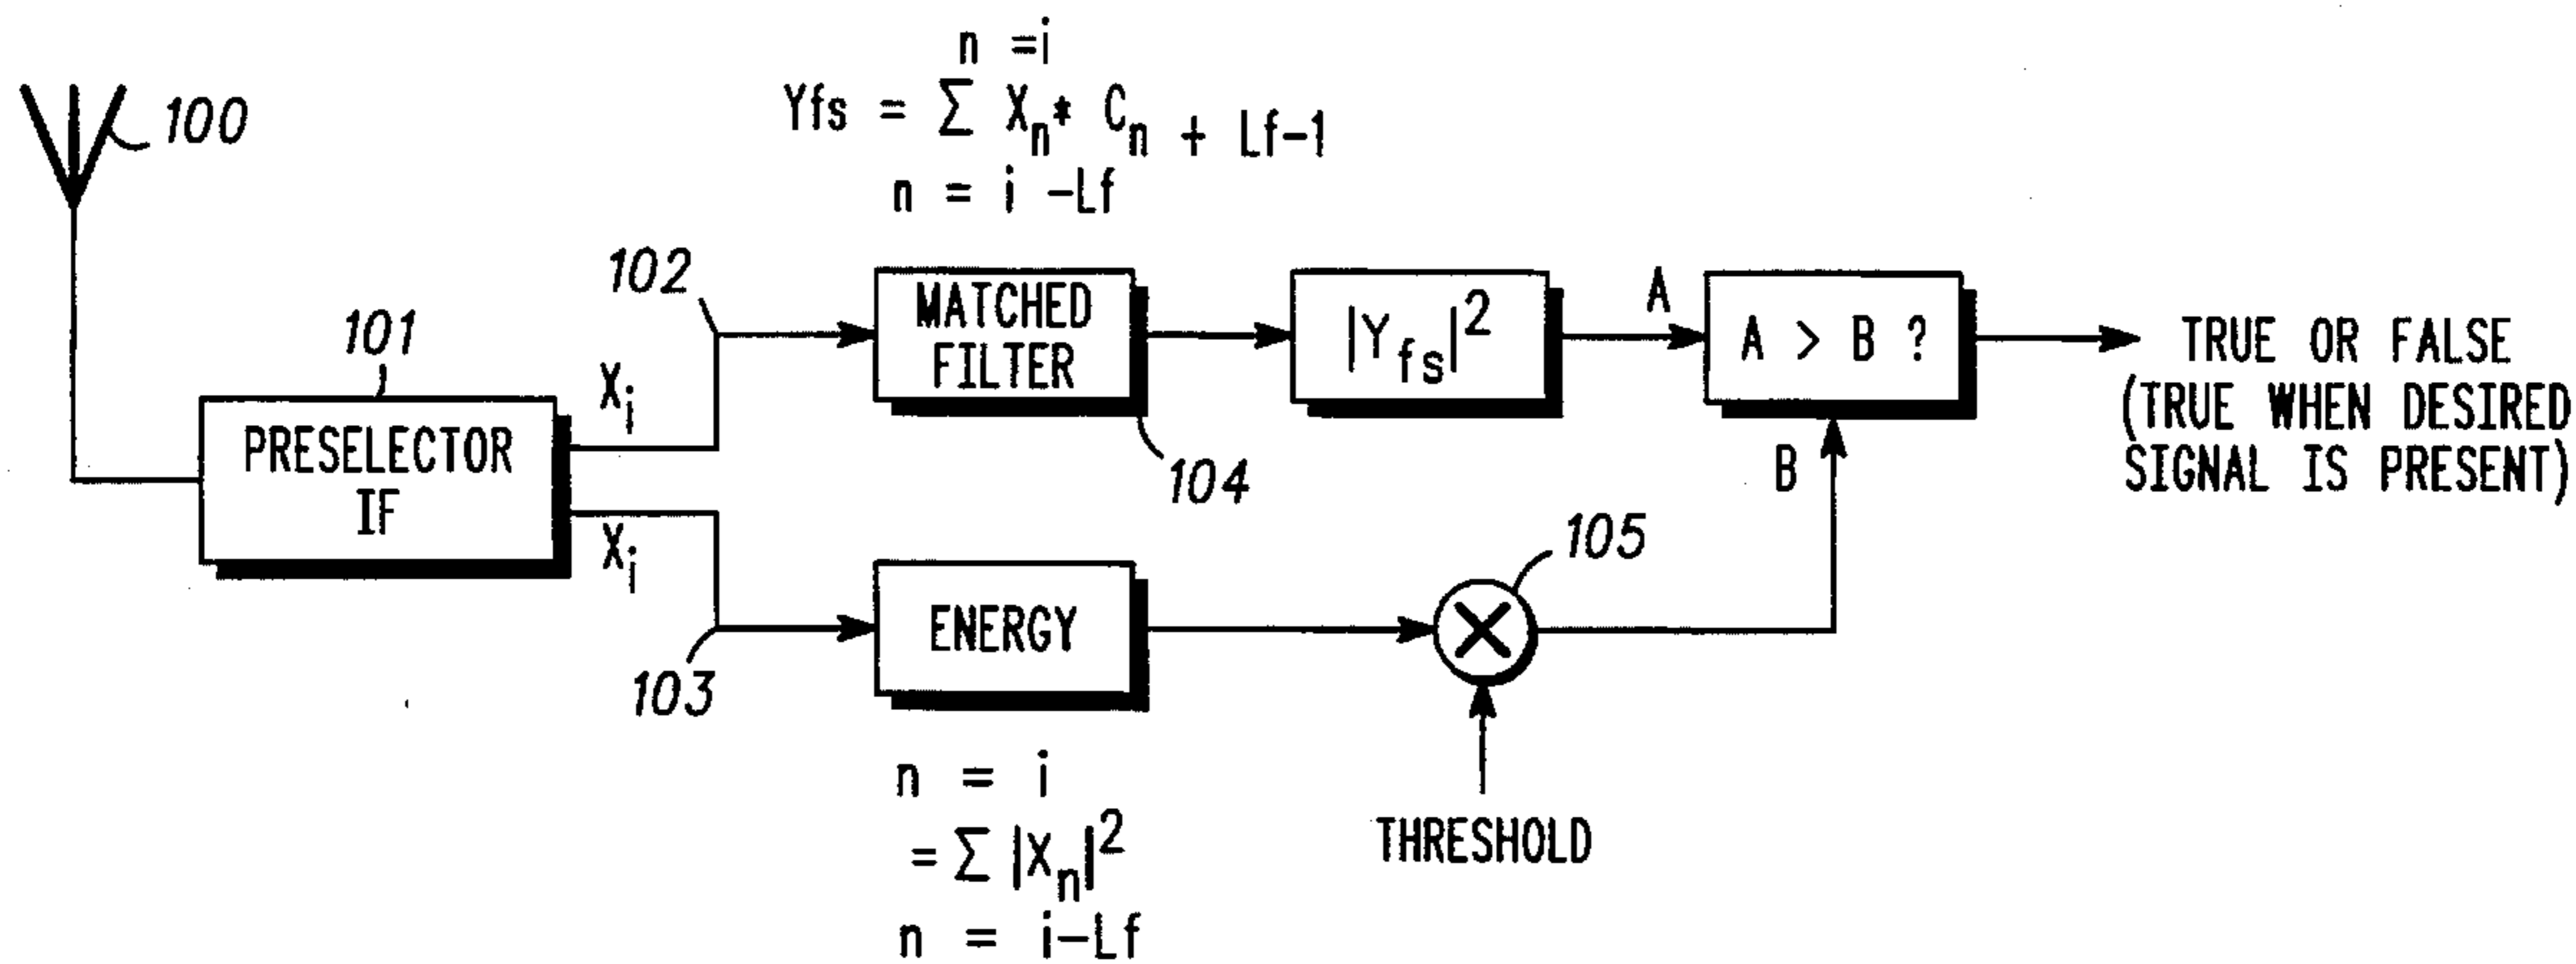 n =i
Yfs = Σ Xn* Cn + Lf-1
n = i -Lf
100
102
101
Xi
MATCHED
FILTER
|Yfs|2
A
A > B ?
TRUE OR FALSE
(TRUE WHEN DESIRED
SIGNAL IS PRESENT)
PRESELECTOR
IF
104
B
Xi
105
103
ENERGY
n = i
= Σ |Xn|2
n = i-Lf
THRESHOLD